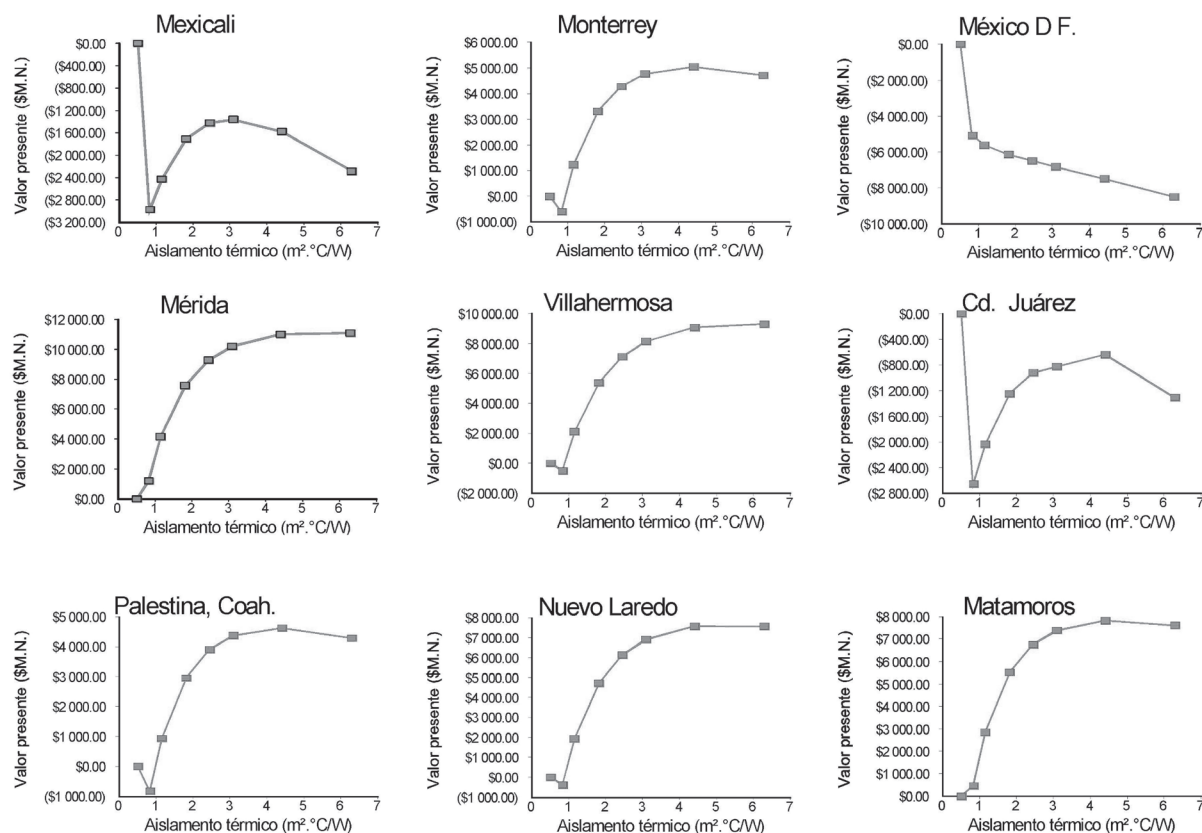 Mexicali
Valor presente ($M.N.)
$0.00
($400.00)
($800.00)
($1 200.00)
($1 600.00)
($2 000.00)
($2 400.00)
($2 800.00)
($3 200.00)
0 1 2 3 4 5 6 7
Aislamento térmico (m².°C/W)
Monterrey
Valor presente ($M.N.)
$6 000.00
$5 000.00
$4 000.00
$3 000.00
$2 000.00
$1 000.00
$0.00
($1 000.00)
0 1 2 3 4 5 6 7
Aislamento térmico (m².°C/W)
México D F.
Valor presente ($M.N.)
$0.00
($2 000.00)
($4 000.00)
($6 000.00)
($8 000.00)
($10 000.00)
0 1 2 3 4 5 6 7
Aislamento térmico (m².°C/W)
Mérida
Valor presente ($M.N.)
$12 000.00
$10 000.00
$8 000.00
$6 000.00
$4 000.00
$2 000.00
$0.00
0 1 2 3 4 5 6 7
Aislamento térmico (m².°C/W)
Villahermosa
Valor presente ($M.N.)
$10 000.00
$8 000.00
$6 000.00
$4 000.00
$2 000.00
$0.00
($2 000.00)
0 1 2 3 4 5 6 7
Aislamento térmico (m².°C/W)
Cd. Juárez
Valor presente ($M.N.)
$0.00
($400.00)
($800.00)
($1 200.00)
($1 600.00)
($2 000.00)
($2 400.00)
($2 800.00)
0 1 2 3 4 5 6 7
Aislamento térmico (m².°C/W)
Palestina, Coah.
Valor presente ($M.N.)
$5 000.00
$4 000.00
$3 000.00
$2 000.00
$1 000.00
$0.00
($1 000.00)
0 1 2 3 4 5 6 7
Aislamento térmico (m².°C/W)
Nuevo Laredo
Valor presente ($M.N.)
$8 000.00
$7 000.00
$6 000.00
$5 000.00
$4 000.00
$3 000.00
$2 000.00
$1 000.00
$0.00
($1 000.00)
0 1 2 3 4 5 6 7
Aislamento térmico (m².°C/W)
Matamoros
Valor presente ($M.N.)
$8 000.00
$7 000.00
$6 000.00
$5 000.00
$4 000.00
$3 000.00
$2 000.00
$1 000.00
$0.00
0 1 2 3 4 5 6 7
Aislamento térmico (m².°C/W)